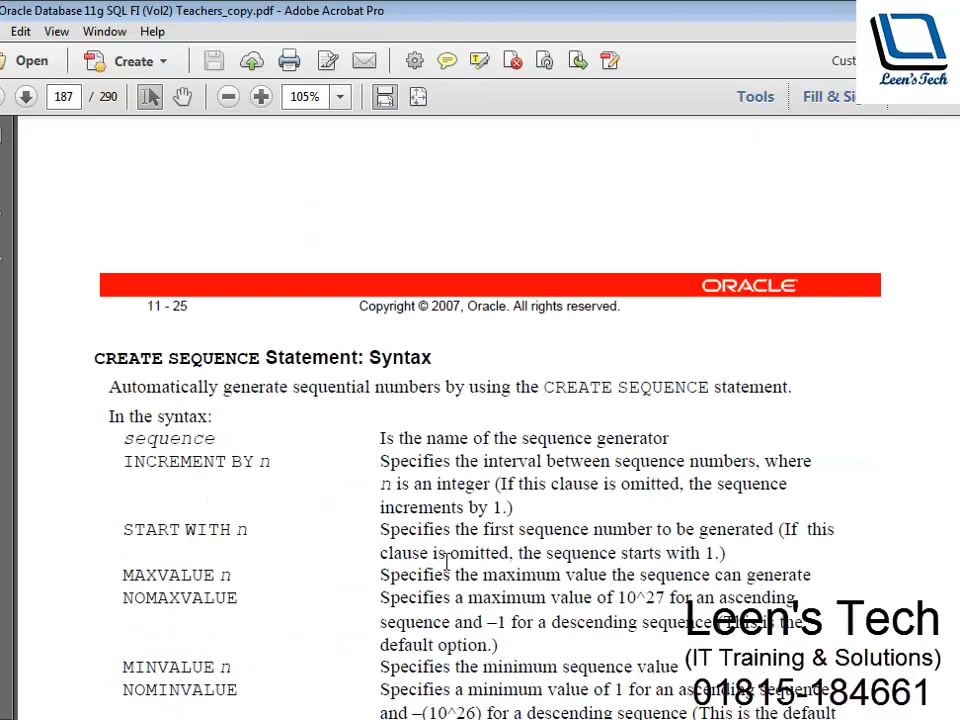 Oracle Database 11g SQL FI (Vol2) Teachers_copy.pdf - Adobe Acrobat Pro
Edit View Window Help
Open Create Cust
187 / 290 105% Tools Fill & Sig
Leen'sTech
ORACLE
11 - 25 Copyright © 2007, Oracle. All rights reserved.
CREATE SEQUENCE Statement: Syntax
Automatically generate sequential numbers by using the CREATE SEQUENCE statement.
In the syntax:
sequence Is the name of the sequence generator
INCREMENT BY n Specifies the interval between sequence numbers, where
n is an integer (If this clause is omitted, the sequence
increments by 1.)
START WITH n Specifies the first sequence number to be generated (If this
clause is omitted, the sequence starts with 1.)
MAXVALUE n Specifies the maximum value the sequence can generate
NOMAXVALUE Specifies a maximum value of 10^27 for an ascending
sequence and –1 for a descending sequence (This is the
default option.)
MINVALUE n Specifies the minimum sequence value
NOMINVALUE Specifies a minimum value of 1 for an ascending sequence
and –(10^26) for a descending sequence (This is the default
Leen's Tech
(IT Training & Solutions)
01815-184661